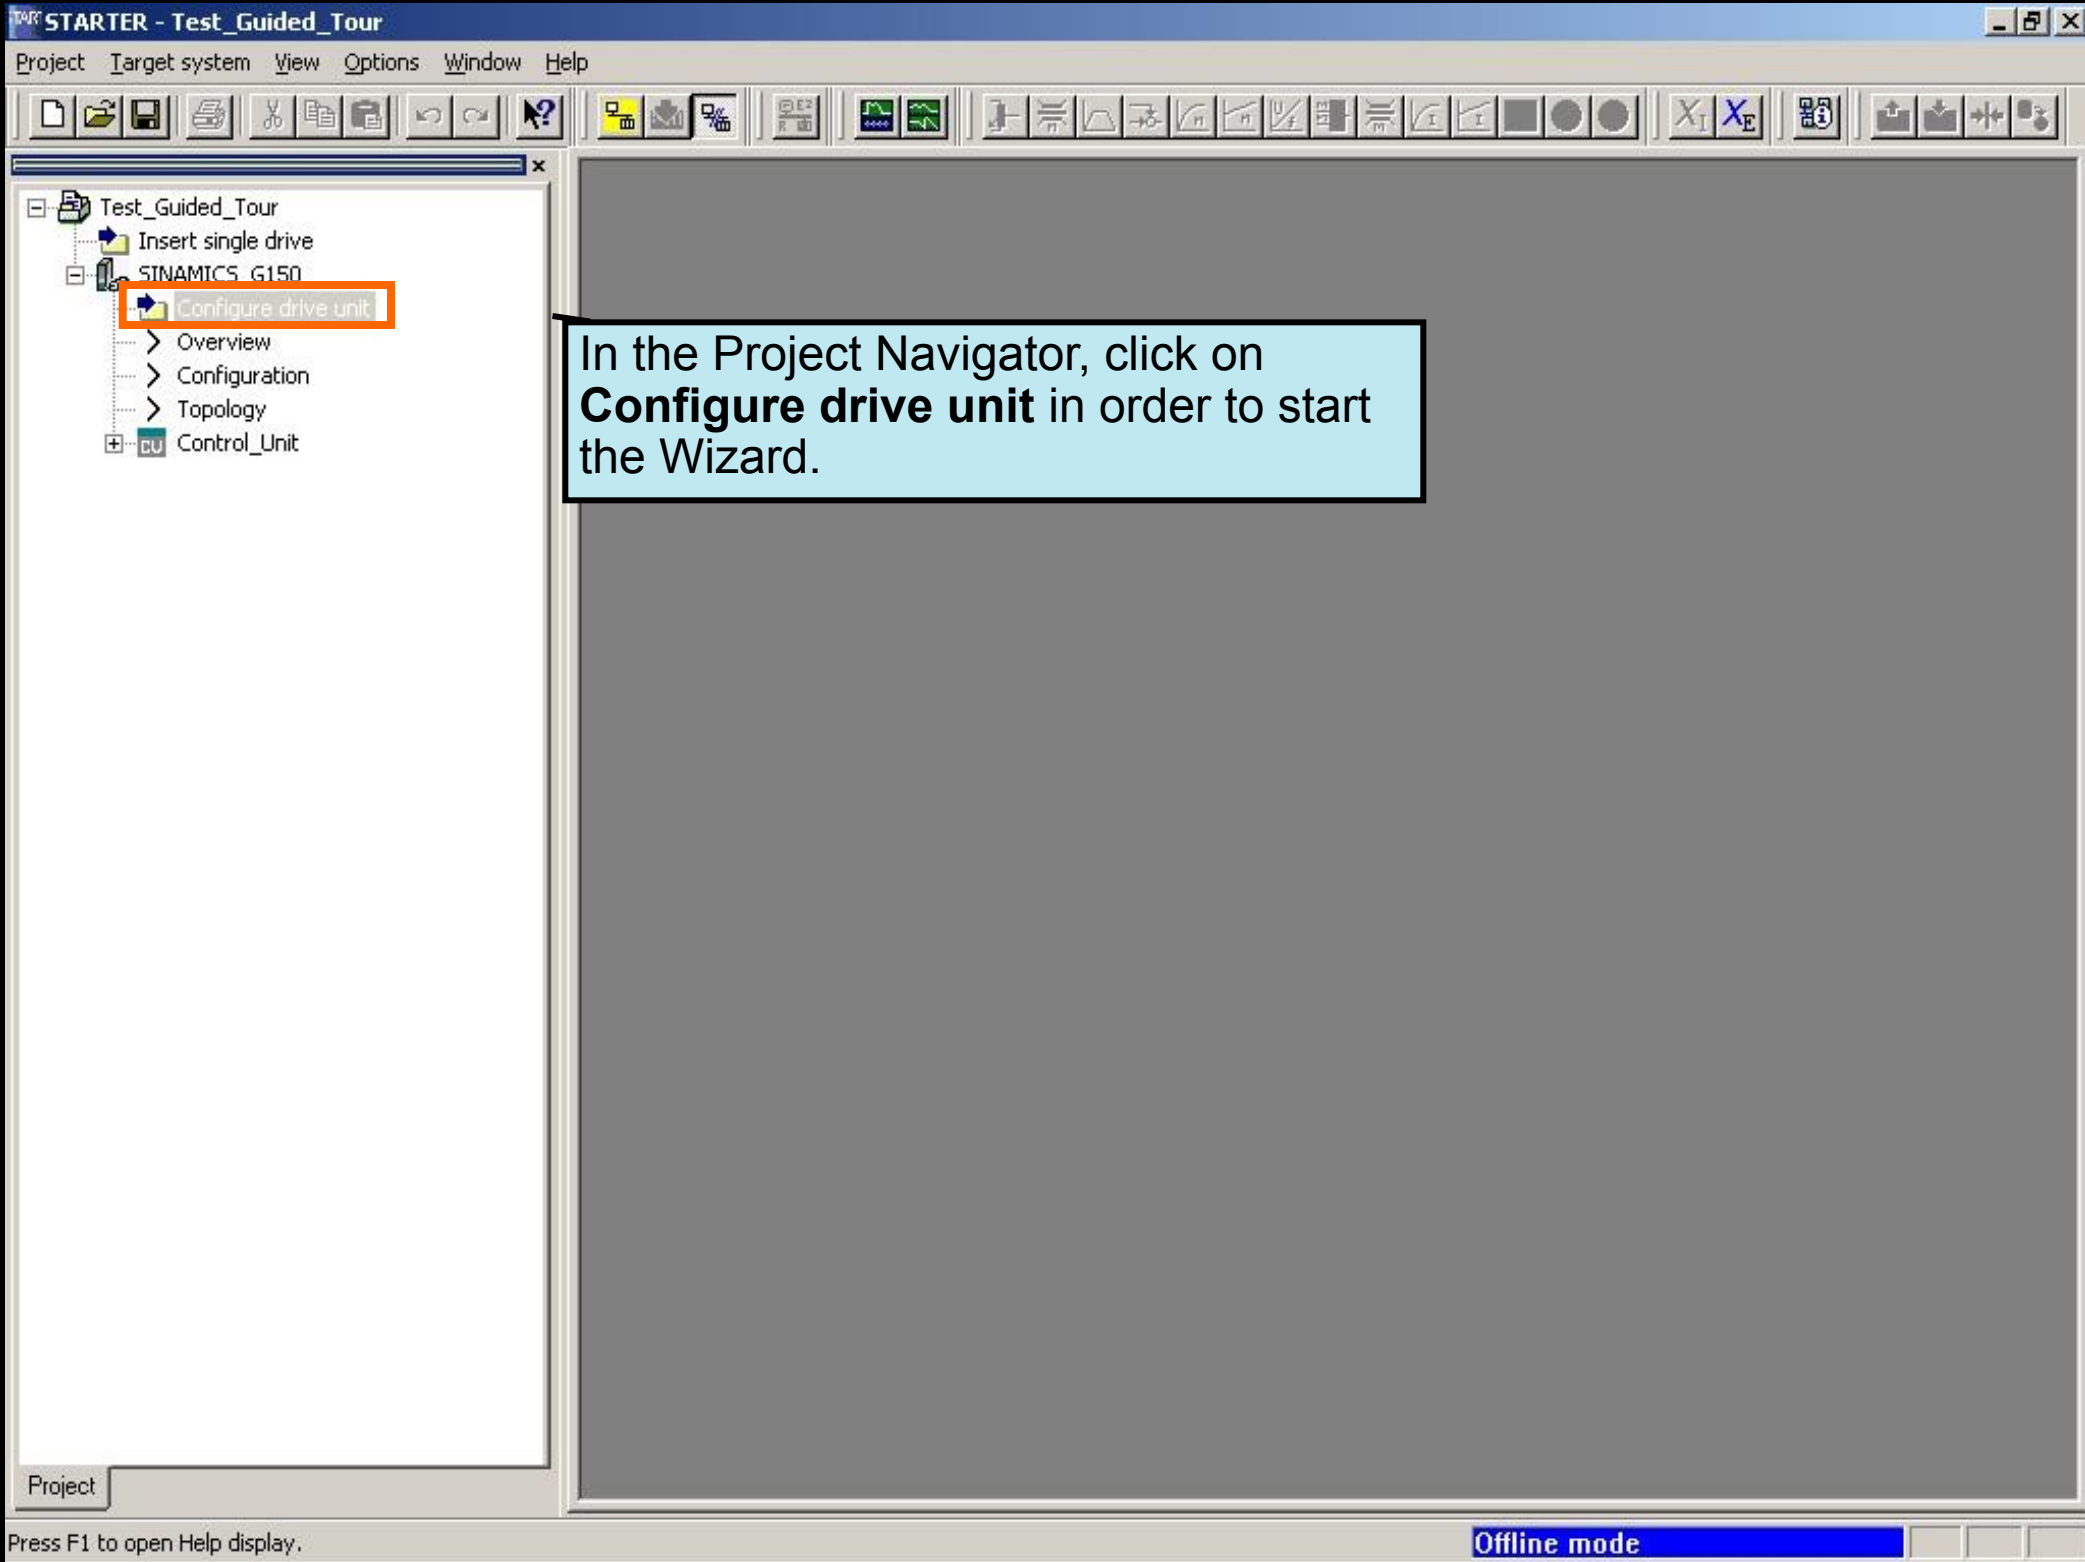 STARTER - Test_Guided_Tour
Project Target system View Options Window Help
Test_Guided_Tour
Insert single drive
SINAMICS_G150
Configure drive unit
Overview
Configuration
Topology
CU Control_Unit
In the Project Navigator, click on
Configure drive unit in order to start
the Wizard.
Project
Press F1 to open Help display.
Offline mode